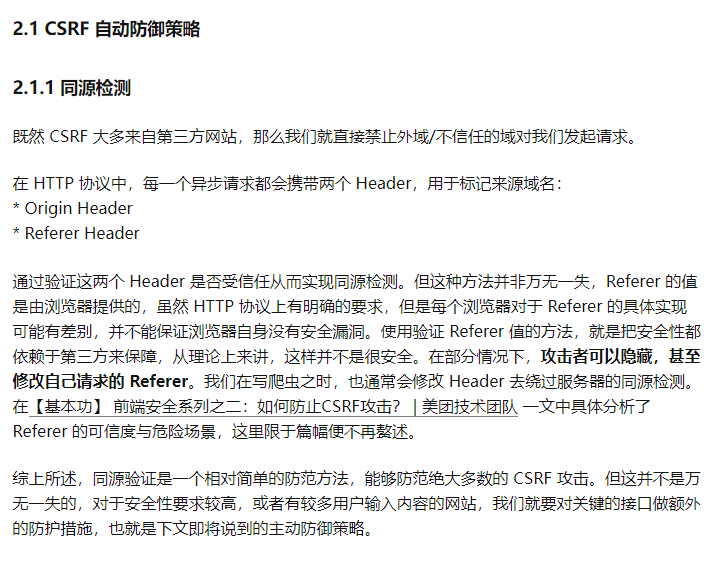 2.1 CSRF 自动防御策略
2.1.1 同源检测
既然 CSRF 大多来自第三方网站，那么我们就直接禁止外域/不信任的域对我们发起请求。
在 HTTP 协议中，每一个异步请求都会携带两个 Header，用于标记来源域名：
* Origin Header
* Referer Header
通过验证这两个 Header 是否受信任从而实现同源检测。但这种方法并非万无一失，Referer 的值
是由浏览器提供的，虽然 HTTP 协议上有明确的要求，但是每个浏览器对于 Referer 的具体实现
可能有差别，并不能保证浏览器自身没有安全漏洞。使用验证 Referer 值的方法，就是把安全性都
依赖于第三方来保障，从理论上来讲，这样并不是很安全。在部分情况下，攻击者可以隐藏，甚至
修改自己请求的 Referer。我们在写爬虫之时，也通常会修改 Header 去绕过服务器的同源检测。
在【基本功】 前端安全系列之二：如何防止CSRF攻击？ | 美团技术团队 一文中具体分析了
Referer 的可信度与危险场景，这里限于篇幅便不再赘述。
综上所述，同源验证是一个相对简单的防范方法，能够防范绝大多数的 CSRF 攻击。但这并不是万
无一失的，对于安全性要求较高，或者有较多用户输入内容的网站，我们就要对关键的接口做额外
的防护措施，也就是下文即将说到的主动防御策略。